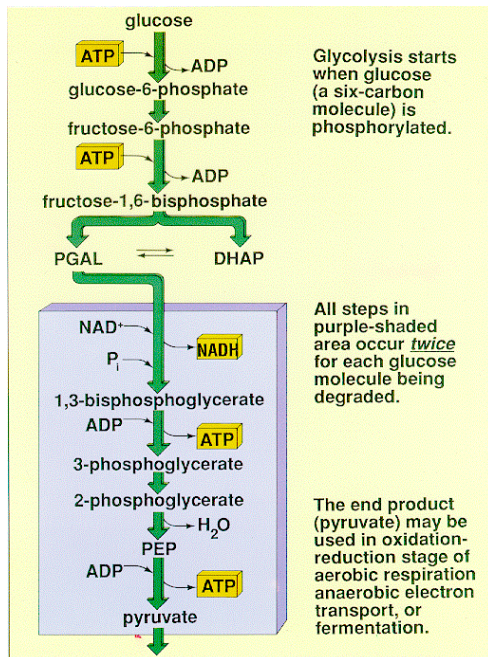 glucose
ATP
ADP
glucose-6-phosphate
fructose-6-phosphate
ATP
ADP
fructose-1,6-bisphosphate
PGAL
DHAP
Glycolysis starts
when glucose
(a six-carbon
molecule) is
phosphorylated.
NAD+
NADH
Pi
1,3-bisphosphoglycerate
ADP
ATP
3-phosphoglycerate
2-phosphoglycerate
H2O
PEP
ADP
ATP
pyruvate
All steps in
purple-shaded
area occur twice
for each glucose
molecule being
degraded.
The end product
(pyruvate) may be
used in oxidation-
reduction stage of
aerobic respiration
anaerobic electron
transport, or
fermentation.